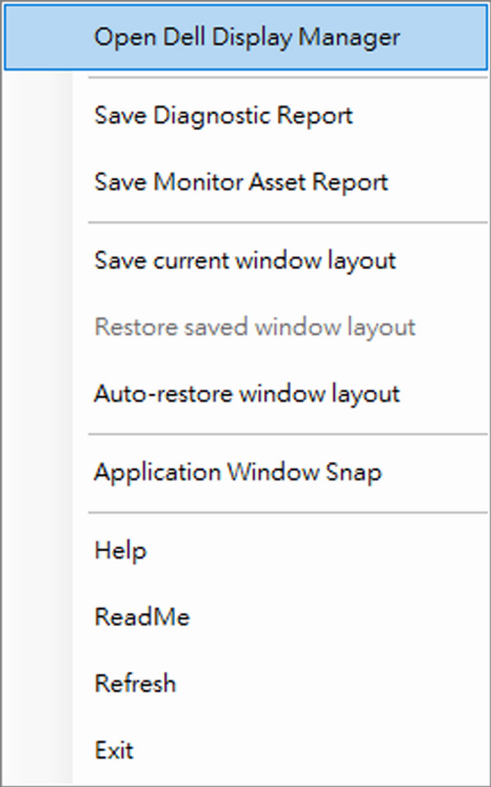 Open Dell Display Manager
Save Diagnostic Report
Save Monitor Asset Report
Save current window layout
Restore saved window layout
Auto-restore window layout
Application Window Snap
Help
ReadMe
Refresh
Exit